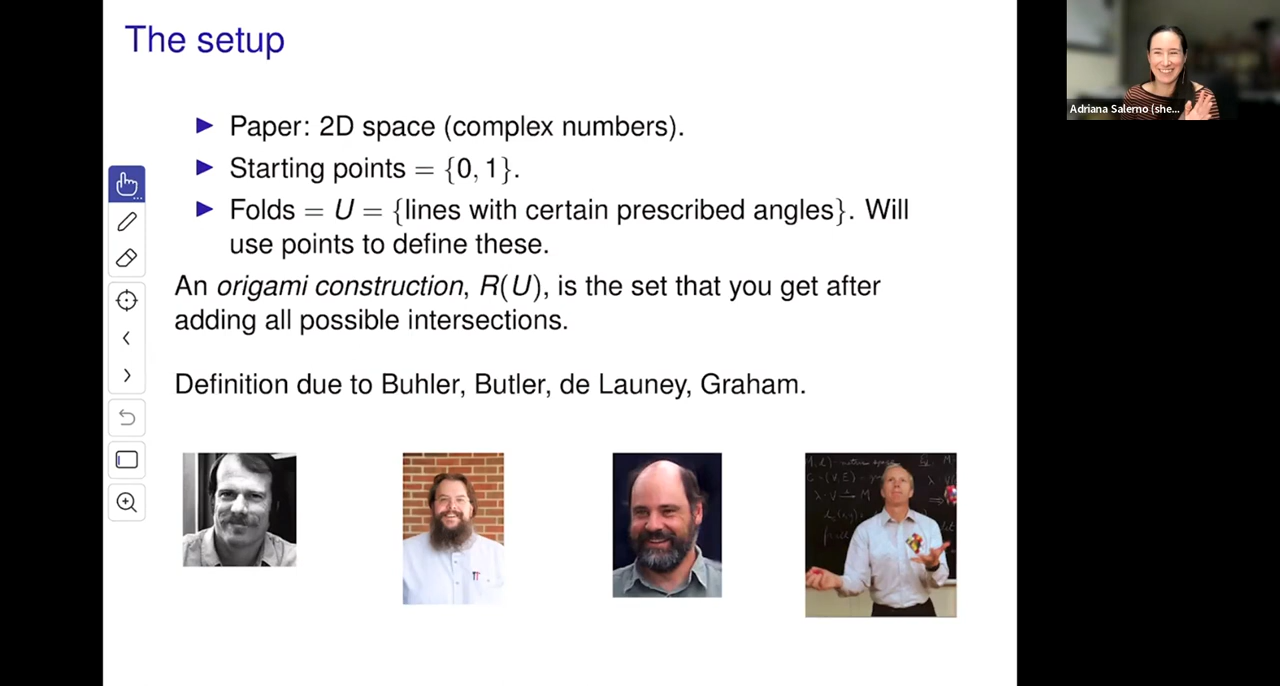 The setup
Paper: 2D space (complex numbers).
Starting points = {0, 1}.
Folds = U = {lines with certain prescribed angles}. Will
use points to define these.
An origami construction, R(U), is the set that you get after
adding all possible intersections.
Definition due to Buhler, Butler, de Launey, Graham.
Adriana Salerno (she...